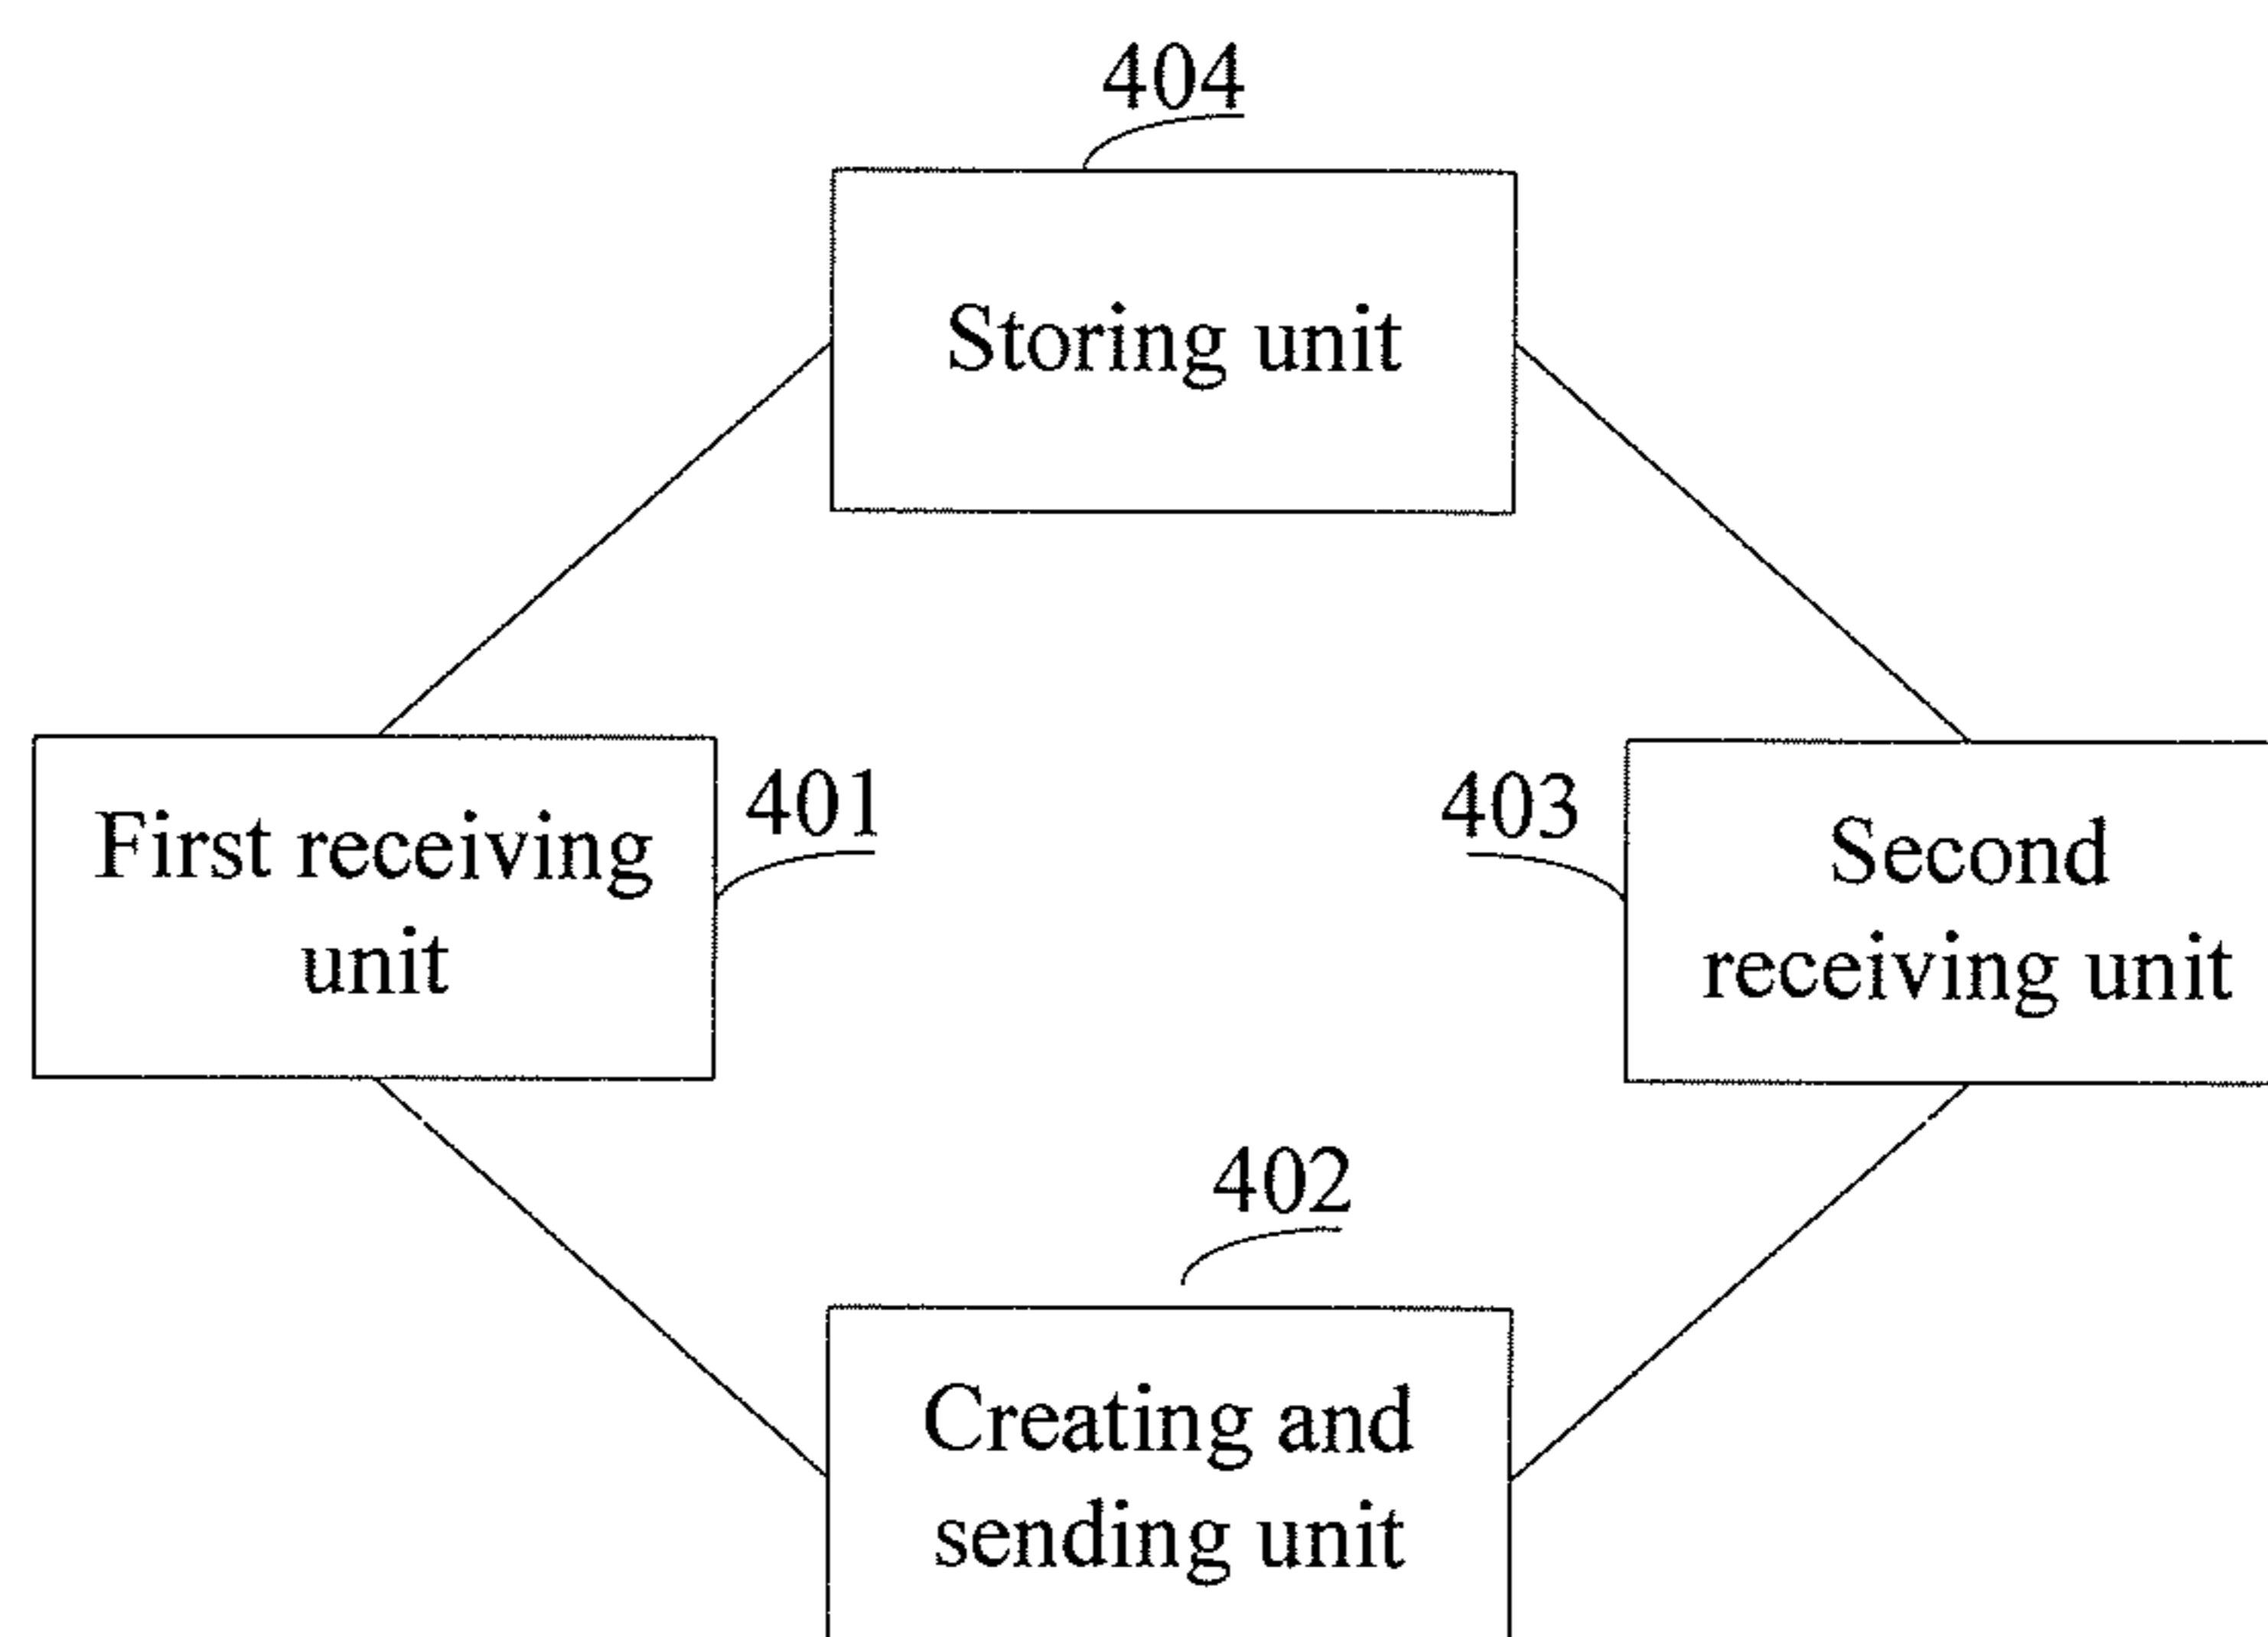 404
Storing unit
401
403
First receiving
unit
Second
receiving unit
402
Creating and
sending unit